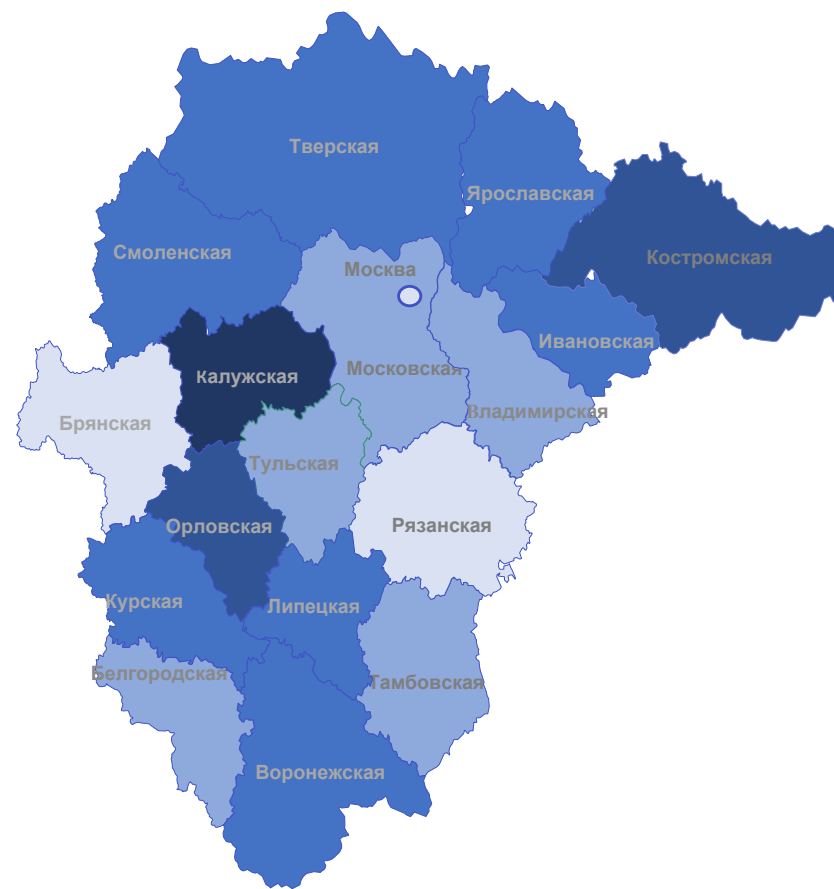 Тверская
Ярославская
Смоленская
Костромская
Москва
Ивановская
Московская
Калужская
Владимирская
Брянская
Тульская
Рязанская
Орловская
Курская
Липецкая
Белгородская
Тамбовская
Воронежская